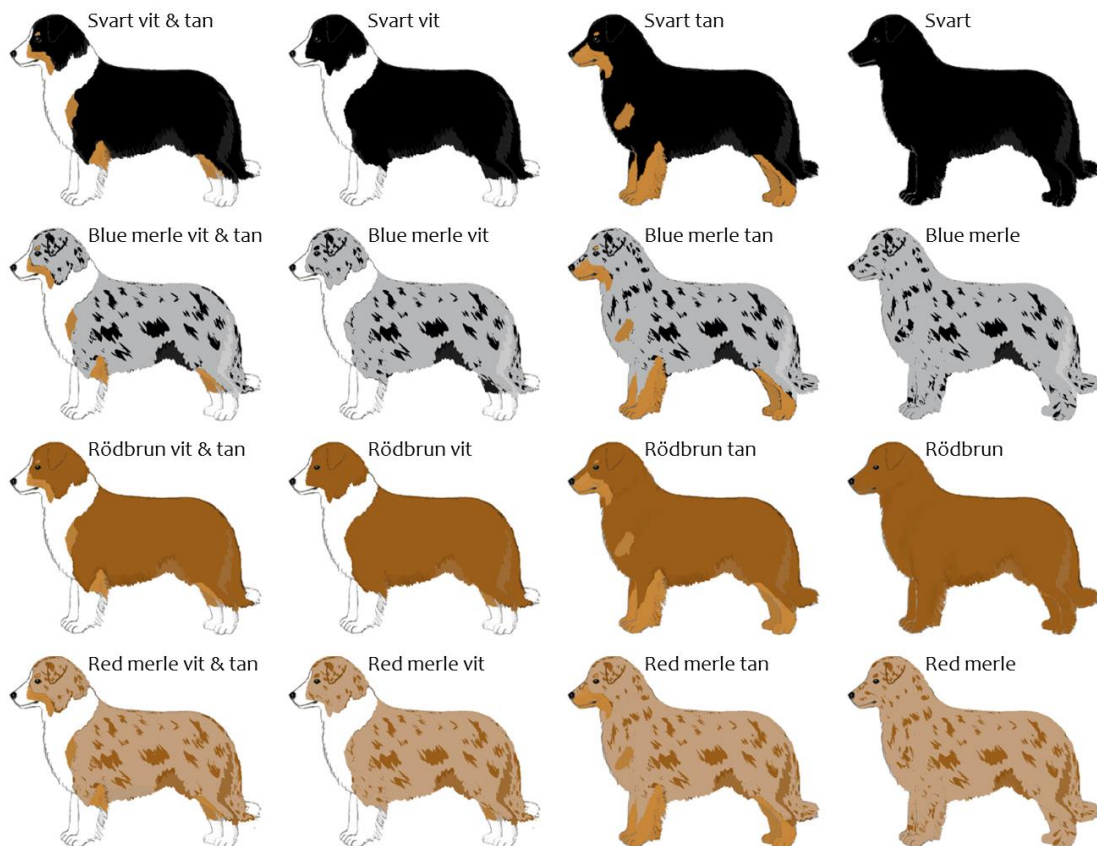 Svart vit & tan
Svart vit
Svart tan
Svart
Blue merle vit & tan
Blue merle vit
Blue merle tan
Blue merle
Rödbrun vit & tan
Rödbrun vit
Rödbrun tan
Rödbrun
Red merle vit & tan
Red merle vit
Red merle tan
Red merle